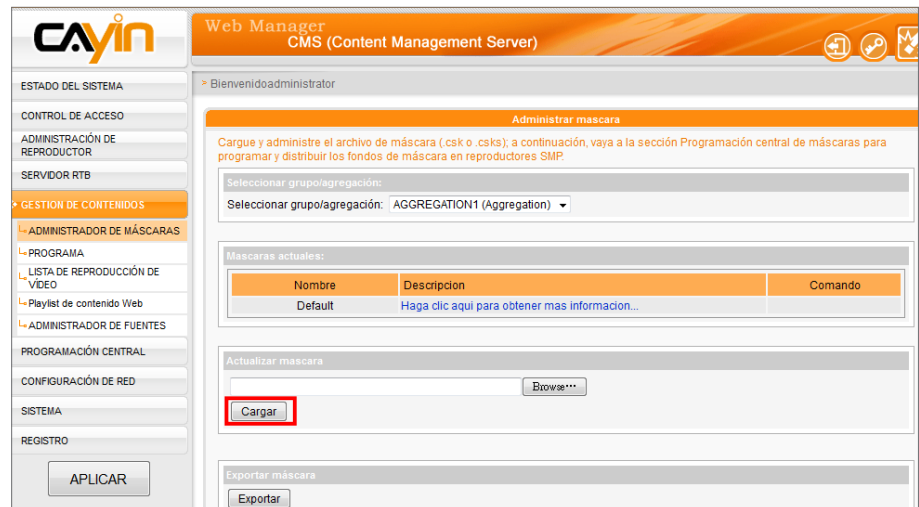 CAYIN
Web Manager
CMS (Content Management Server)
ESTADO DEL SISTEMA
CONTROL DE ACCESO
ADMINISTRACIÓN DE
REPRODUCTOR
SERVIDOR RTB
GESTION DE CONTENIDOS
ADMINISTRADOR DE MÁSCARAS
PROGRAMA
LISTA DE REPRODUCCIÓN DE
VÍDEO
Playlist de contenido Web
ADMINISTRADOR DE FUENTES
PROGRAMACIÓN CENTRAL
CONFIGURACIÓN DE RED
SISTEMA
REGISTRO
APLICAR
> Bienvenidoadministrator
Administrar mascara
Cargue y administre el archivo de máscara (.csk o .csks); a continuación, vaya a la sección Programación central de máscaras para
programar y distribuir los fondos de máscara en reproductores SMP.
Seleccionar grupo/agregación:
Seleccionar grupo/agregación: AGGREGATION1 (Aggregation)
Mascaras actuales:
Nombre Descripcion Comando
Default Haga clic aqui para obtener mas informacion...
Actualizar mascara
Browse...
Cargar
Exportar máscara
Exportar